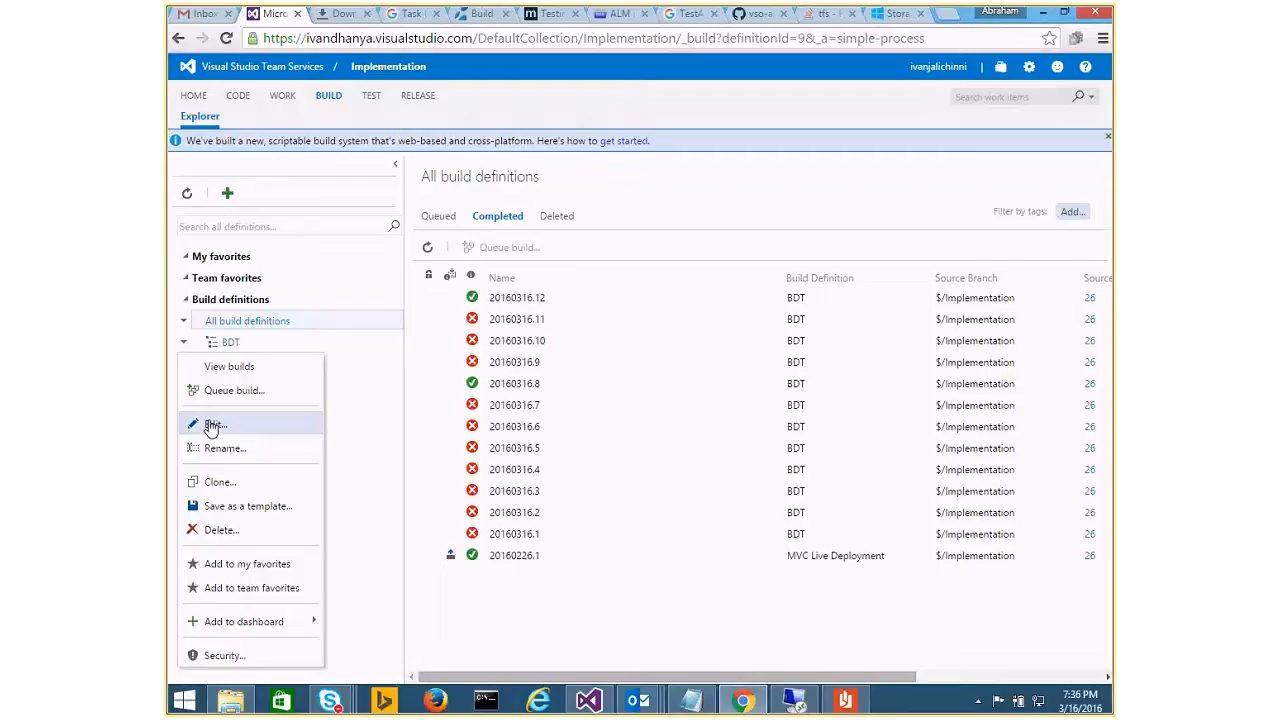 Inbox
Micro
Down
Task
Build
Testi
ALM
TestA
vso-a
tfs - 
Stora
Abraham
https://ivandhanya.visualstudio.com/DefaultCollection/Implementation/_build?definitionId=9&_a=simple-process
Visual Studio Team Services / Implementation
ivanjalichinni
HOME CODE WORK BUILD TEST RELEASE
Search work items
Explorer
We've built a new, scriptable build system that's web-based and cross-platform. Here's how to get started.
All build definitions
Search all definitions...
Queued Completed Deleted
Filter by tags: Add...
Queue build...
My favorites
Team favorites
Build definitions
All build definitions
BDT
View builds
Queue build...
Rename...
Clone...
Save as a template...
Delete...
Add to my favorites
Add to team favorites
Add to dashboard
Security...
Name Build Definition Source Branch Source
20160316.12 BDT $/Implementation 26
20160316.11 BDT $/Implementation 26
20160316.10 BDT $/Implementation 26
20160316.9 BDT $/Implementation 26
20160316.8 BDT $/Implementation 26
20160316.7 BDT $/Implementation 26
20160316.6 BDT $/Implementation 26
20160316.5 BDT $/Implementation 26
20160316.4 BDT $/Implementation 26
20160316.3 BDT $/Implementation 26
20160316.2 BDT $/Implementation 26
20160316.1 BDT $/Implementation 26
20160226.1 MVC Live Deployment $/Implementation 26
7:36 PM
3/16/2016